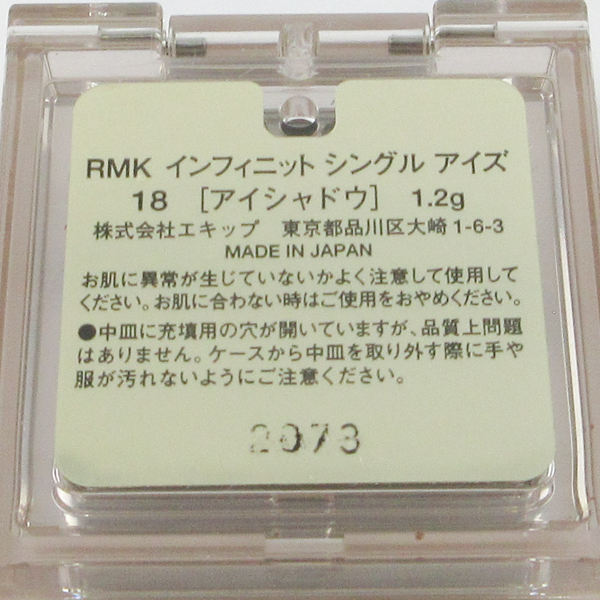 RMK インフィニット シングル アイズ
18 [アイシャドウ] 1.2g
株式会社エキップ 東京都品川区大崎1-6-3
MADE IN JAPAN
お肌に異常が生じていないかよく注意して使用して
ください。お肌に合わない時はご使用をおやめください。
●中皿に充填用の穴が開いていますが、品質上問題
はありません。ケースから中皿を取り外す際に手や
服が汚れないようにご注意ください。
2073